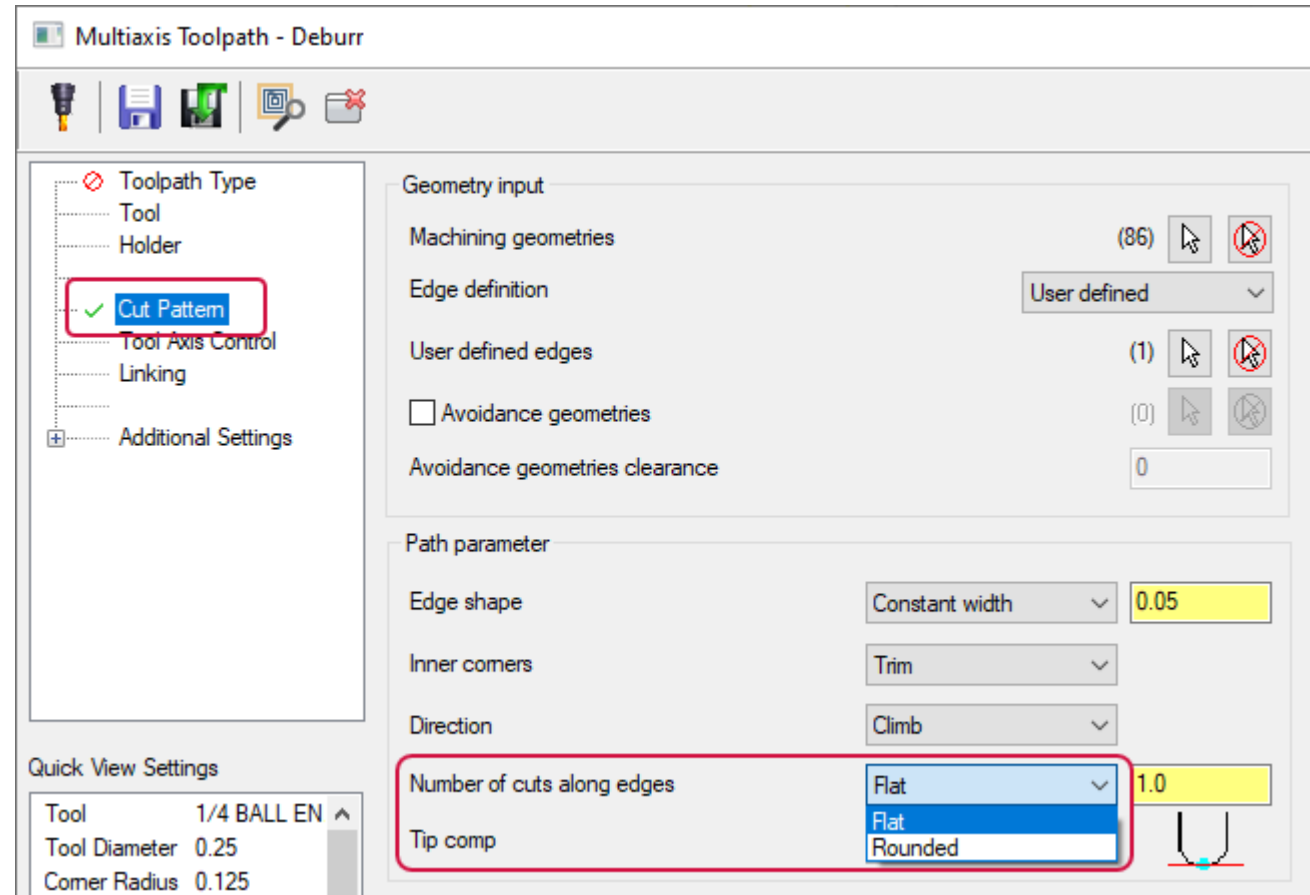 Multiaxis Toolpath - Deburr
Toolpath Type
Tool
Holder
Cut Pattern
Tool Axis Control
Linking
Additional Settings
Quick View Settings
Tool 1/4 BALL EN
Tool Diameter 0.25
Corner Radius 0.125
Geometry input
Machining geometries (86)
Edge definition User defined
User defined edges (1)
Avoidance geometries (0)
Avoidance geometries clearance 0
Path parameter
Edge shape Constant width 0.05
Inner corners Trim
Direction Climb
Number of cuts along edges Flat 1.0
Flat
Tip comp Rounded